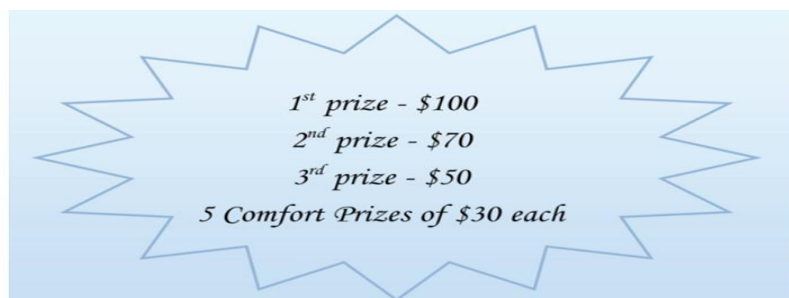 1st prize - $100
2nd prize - $70
3rd prize - $50
5 Comfort Prizes of $30 each